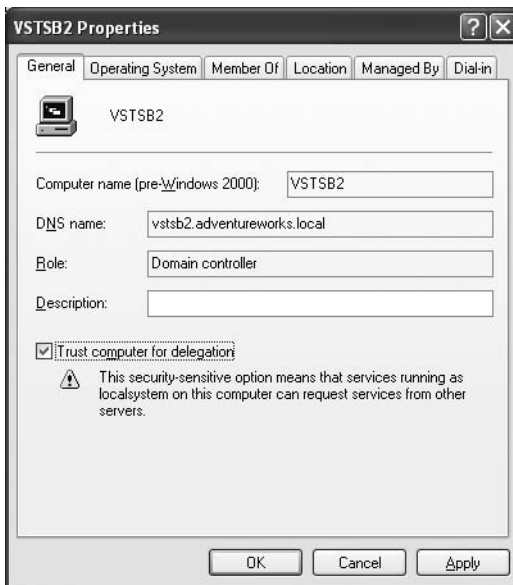 VSTSB2 Properties
General Operating System Member Of Location Managed By Dial-in
VSTSB2
Computer name (pre-Windows 2000): VSTSB2
DNS name: vstsb2.adventureworks.local
Role: Domain controller
Description:
Trust computer for delegation
This security-sensitive option means that services running as
localsystem on this computer can request services from other
servers.
OK Cancel Apply